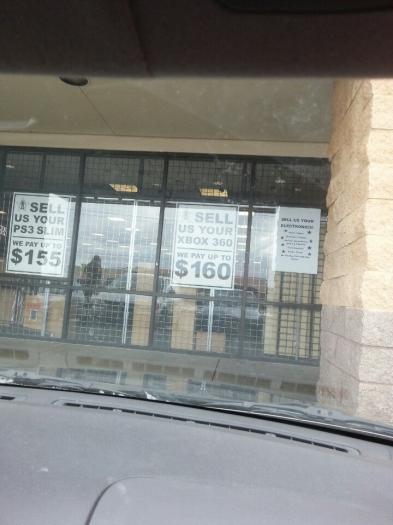 SELL
US YOUR
PS3 SLIM
WE PAY UP TO
$155
SELL
US YOUR
XBOX 360
WE PAY UP TO
$160
SELL US YOUR
ELECTRONICS!